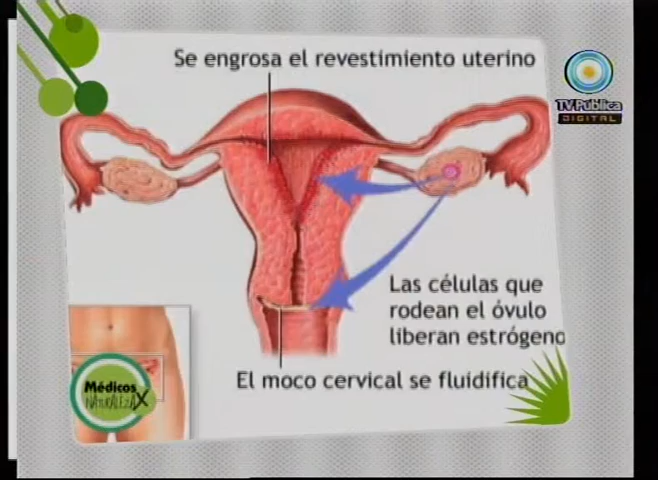 Se engrosa el revestimiento uterino
TV Pública
DIGITAL
Las células que
rodean el óvulo
liberan estrógeno
El moco cervical se fluidifica
Médicos
NATURALEZA X